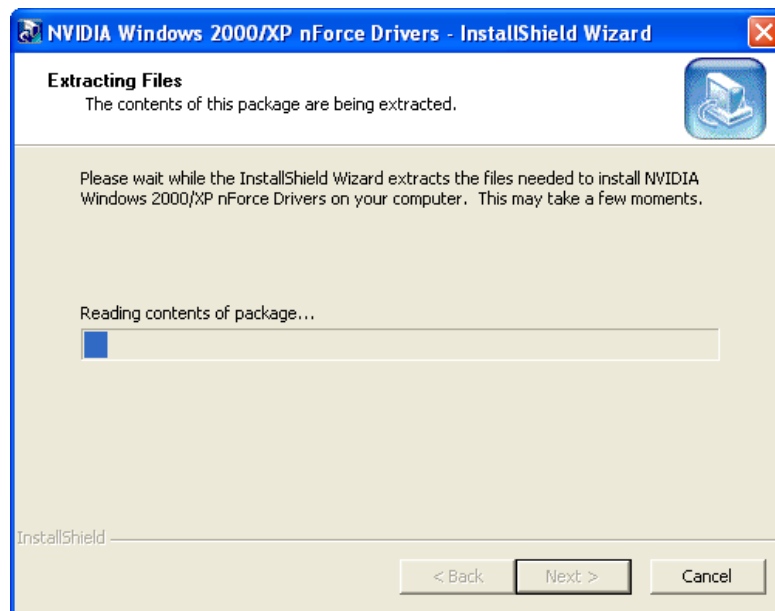 NVIDIA Windows 2000/XP nForce Drivers - InstallShield Wizard
Extracting Files
The contents of this package are being extracted.
Please wait while the InstallShield Wizard extracts the files needed to install NVIDIA
Windows 2000/XP nForce Drivers on your computer.  This may take a few moments.
Reading contents of package...
InstallShield
< Back
Next >
Cancel